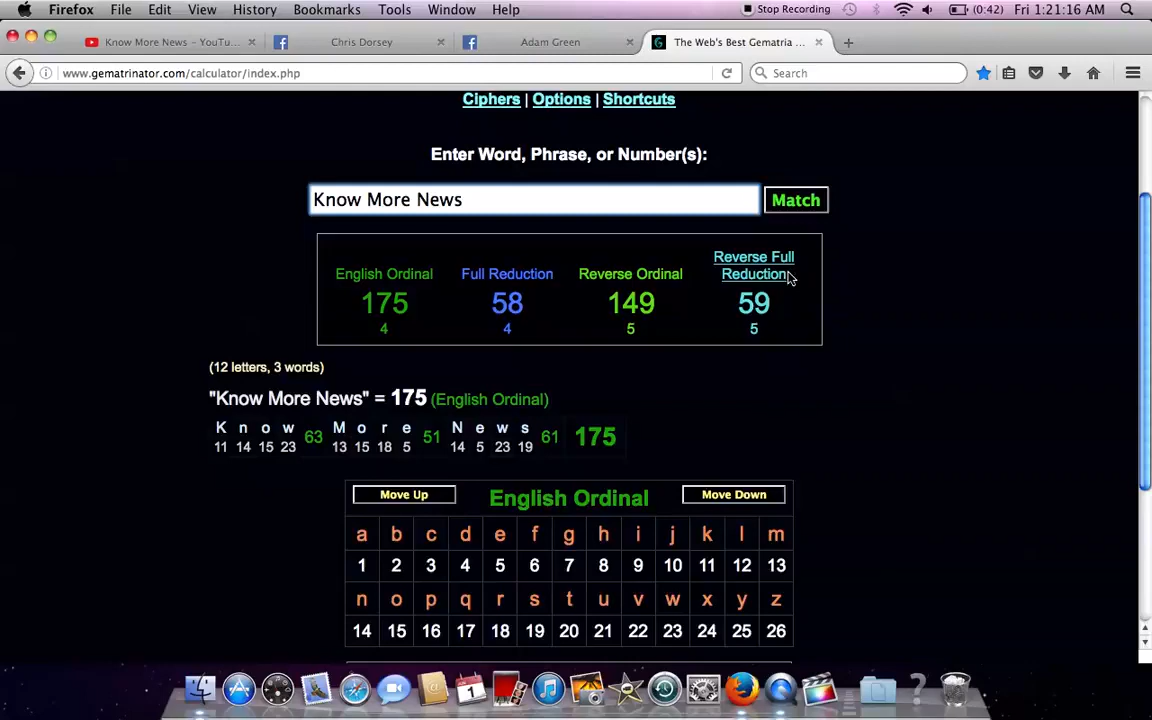 Firefox File Edit View History Bookmarks Tools Window Help Stop Recording (0:42) Fri 1:21:16 AM
Know More News - YouTu... Chris Dorsey Adam Green The Web's Best Gematria ...
www.gematrinator.com/calculator/index.php Search
Ciphers | Options | Shortcuts
Enter Word, Phrase, or Number(s):
Know More News Match
English Ordinal Full Reduction Reverse Ordinal Reverse Full Reduction
175 58 149 59
4 4 5 5
(12 letters, 3 words)
"Know More News" = 175 (English Ordinal)
K n o w 63 M o r e 51 N e w s 61 175
11 14 15 23 13 15 18 5 14 5 23 19
Move Up English Ordinal Move Down
a b c d e f g h i j k l m
1 2 3 4 5 6 7 8 9 10 11 12 13
n o p q r s t u v w x y z
14 15 16 17 18 19 20 21 22 23 24 25 26